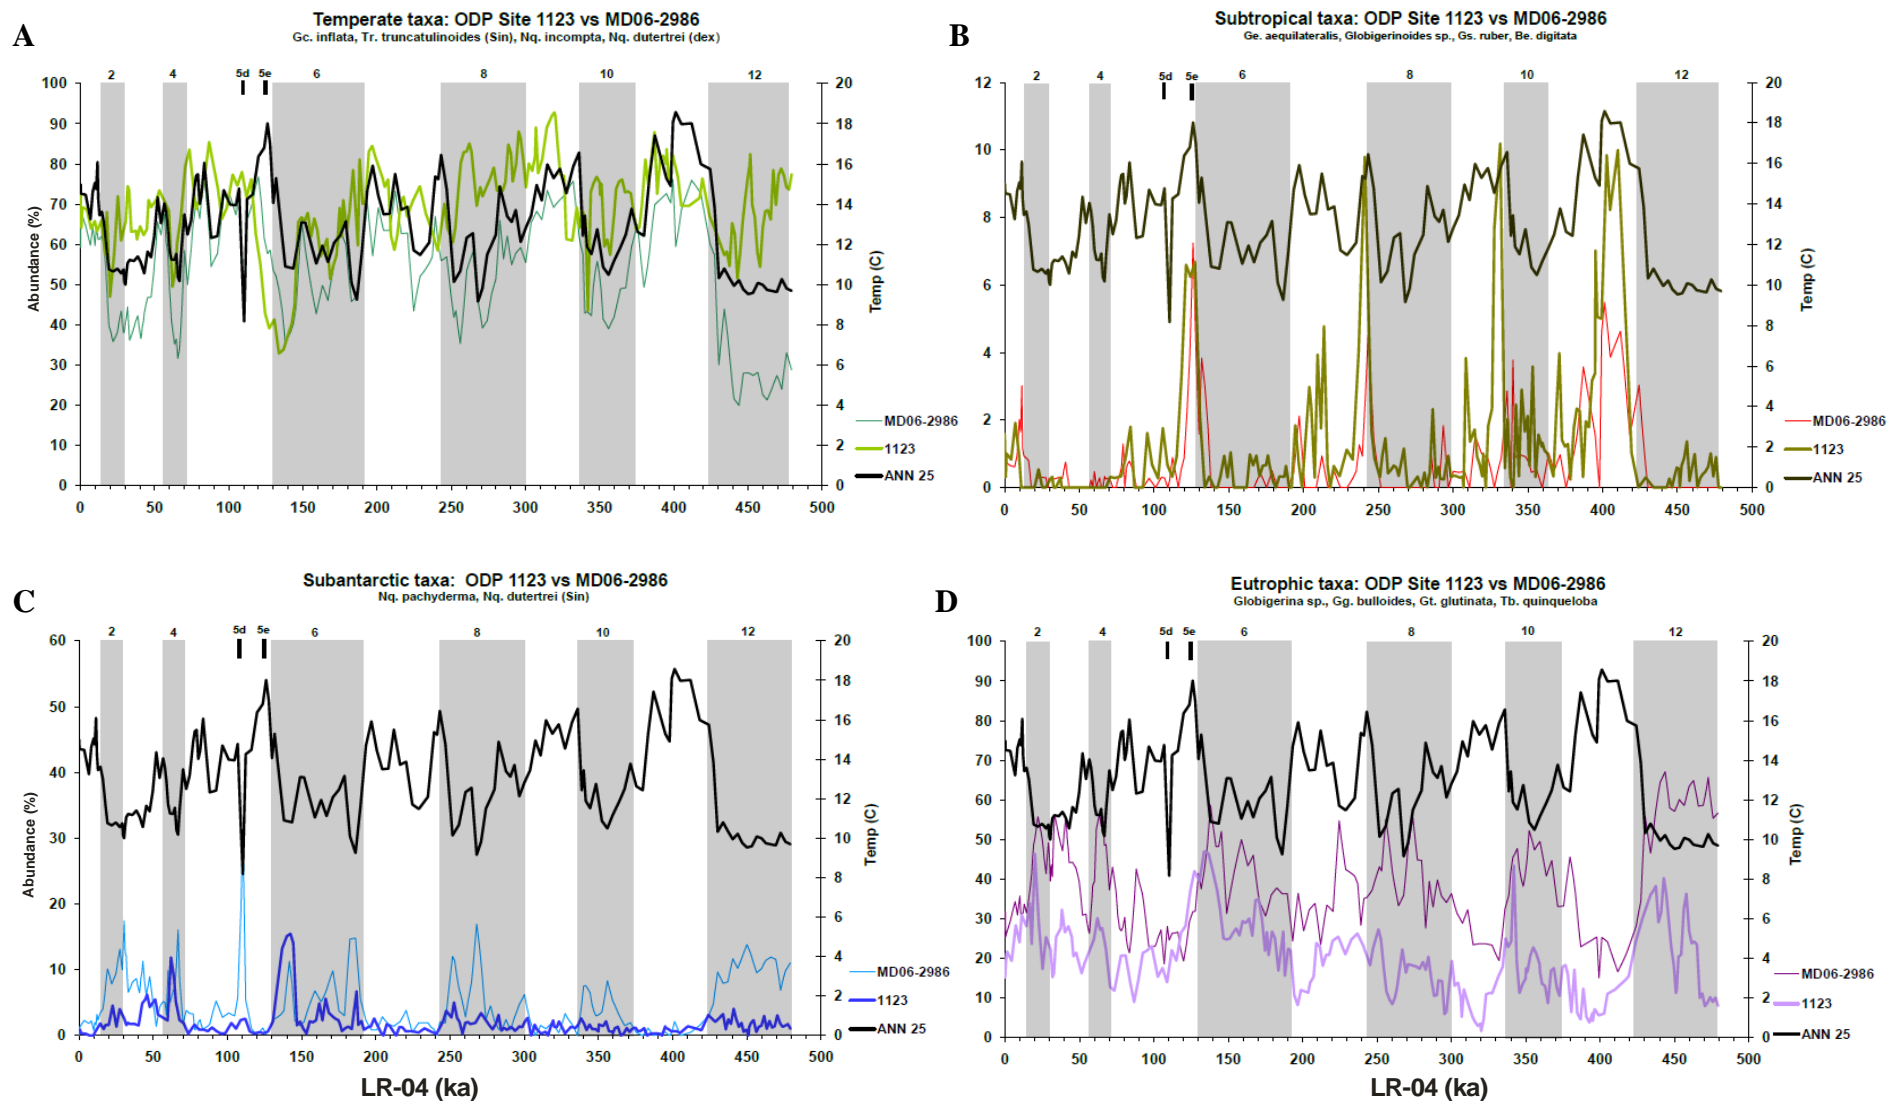 A
Temperate taxa: ODP Site 1123 vs MD06-2986
Gc. inflata, Tr. truncatulinoides (Sin), Nq. incompta, Nq. dutertrei (dex)
2 4 5d 5e 6 8 10 12
100 90 80 70 60 50 40 30 20 10 0
Abundance (%)
20 18 16 14 12 10 8 6 4 2 0
Temp (C)
MD06-2986
1123
ANN 25
0 50 100 150 200 250 300 350 400 450 500
B
Subtropical taxa: ODP Site 1123 vs MD06-2986
Ge. aequilateralis, Globigerinoides sp., Gs. ruber, Be. digitata
2 4 5d 5e 6 8 10 12
12 10 8 6 4 2 0
20 18 16 14 12 10 8 6 4 2 0
Temp (C)
MD06-2986
1123
ANN 25
0 50 100 150 200 250 300 350 400 450 500
C
Subantarctic taxa: ODP 1123 vs MD06-2986
Nq. pachyderma, Nq. dutertrei (Sin)
2 4 5d 5e 6 8 10 12
60 50 40 30 20 10 0
Abundance (%)
20 18 16 14 12 10 8 6 4 2 0
Temp (C)
MD06-2986
1123
ANN 25
0 50 100 150 200 250 300 350 400 450 500
LR-04 (ka)
D
Eutrophic taxa: ODP Site 1123 vs MD06-2986
Globigerina sp., Gg. bulloides, Gt. glutinata, Tb. quinqueloba
2 4 5d 5e 6 8 10 12
100 90 80 70 60 50 40 30 20 10 0
20 18 16 14 12 10 8 6 4 2 0
Temp (C)
MD06-2986
1123
ANN 25
0 50 100 150 200 250 300 350 400 450 500
LR-04 (ka)